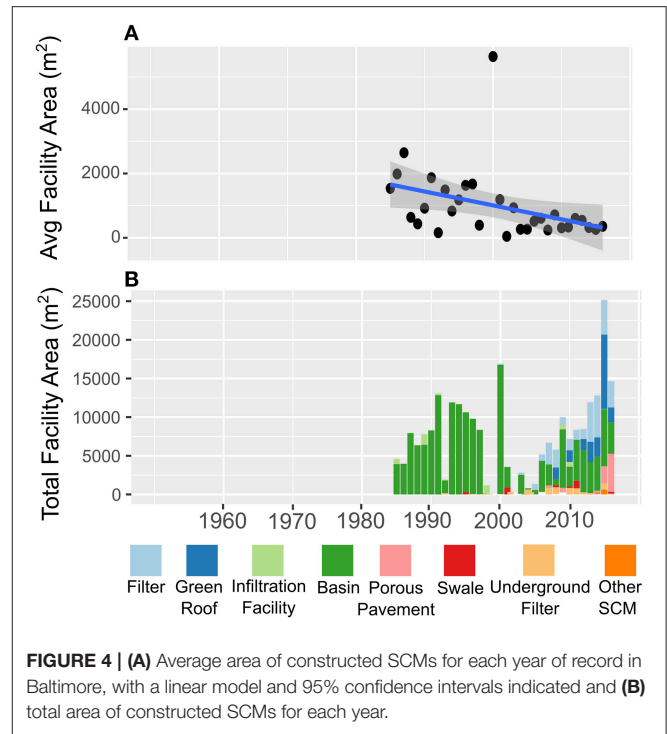 A
Avg Facility Area (m²)
4000
2000
0
B
Total Facility Area (m²)
25000
20000
15000
10000
5000
0
1960 1970 1980 1990 2000 2010
Filter Green Roof Infiltration Facility Basin Porous Pavement Swale Underground Filter Other SCM
FIGURE 4 | (A) Average area of constructed SCMs for each year of record in
Baltimore, with a linear model and 95% confidence intervals indicated and (B)
total area of constructed SCMs for each year.